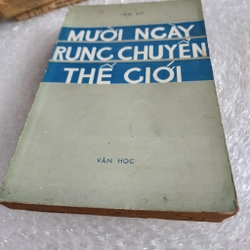 MƯỜI NGÀY
RUNG CHUYỂN
THẾ GIỚI
VĂN HỌC